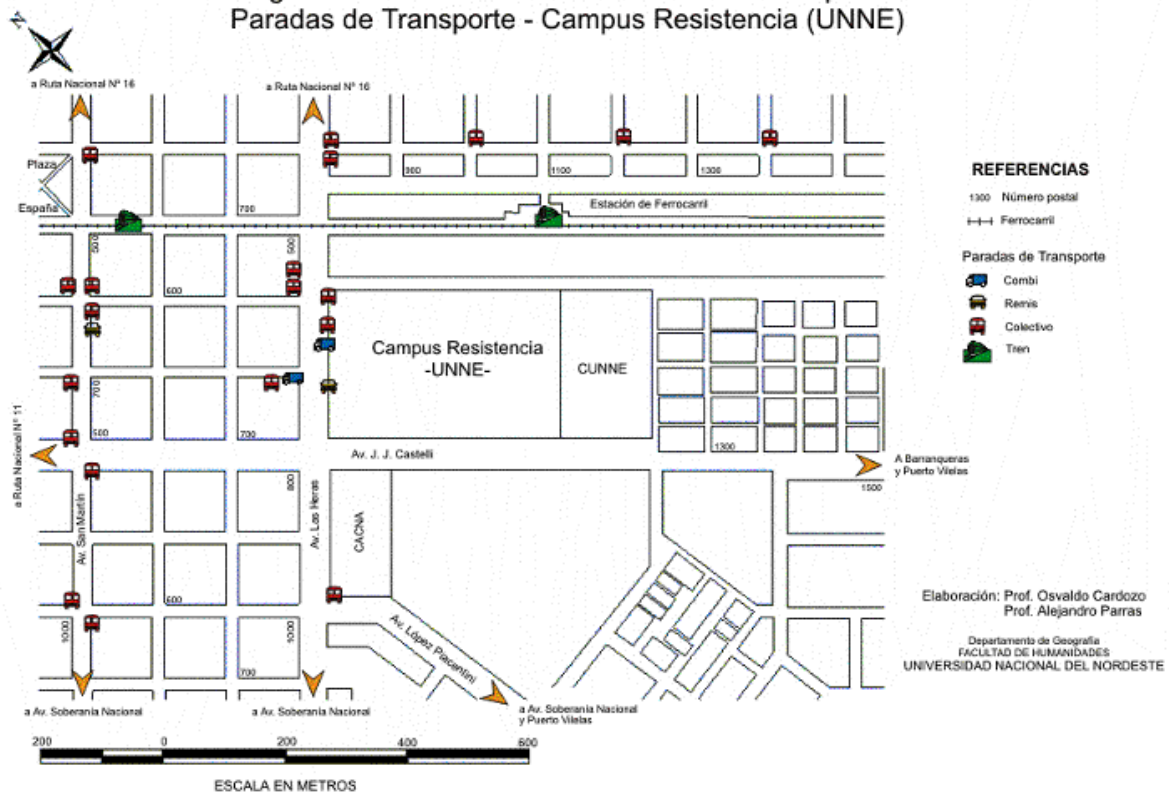 Paradas de Transporte - Campus Resistencia (UNNE)
N
a Ruta Nacional Nº 16
a Ruta Nacional Nº 16
Plaza
España
900
1100
1300
700
Estación de Ferrocarril
500
500
600
Campus Resistencia
-UNNE-
CUNNE
700
500
700
1300
a Ruta Nacional Nº 11
Av. J. J. Castelli
A Barranqueras
y Puerto Vilelas
1500
800
Av. San Martín
Av. Las Heras
CACNA
600
1000
1000
700
Av. López Piacentini
a Av. Soberanía Nacional
a Av. Soberanía Nacional
a Av. Soberanía Nacional
y Puerto Vilelas
REFERENCIAS
1300 Número postal
Ferrocarril
Paradas de Transporte
Combi
Remis
Colectivo
Tren
Elaboración: Prof. Osvaldo Cardozo
Prof. Alejandro Parras
Departamento de Geografía
FACULTAD DE HUMANIDADES
UNIVERSIDAD NACIONAL DEL NORDESTE
200 0 200 400 600
ESCALA EN METROS